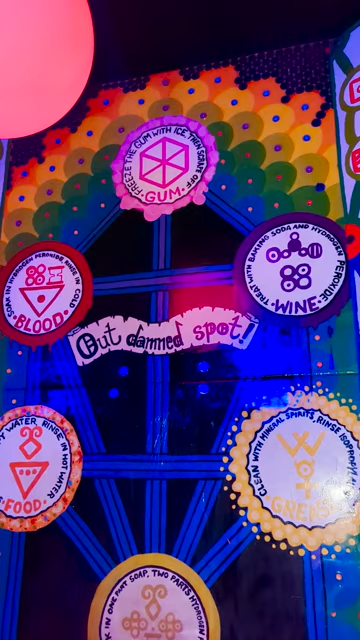 FREEZE THE GUM WITH ICE, THEN SCRAPE OFF.
·GUM·
SOAK IN HYDROGEN PEROXIDE, RINSE IN COLD
·BLOOD·
TREAT WITH BAKING SODA AND HYDROGEN
·WINE·
Out damned spot!
WATER, RINSE IN HOT WATER
FOOD·
CLEAN WITH MINERAL SPIRITS, RINSE
GREAS
IN ONE PART SOAP, TWO PARTS HYDROGEN